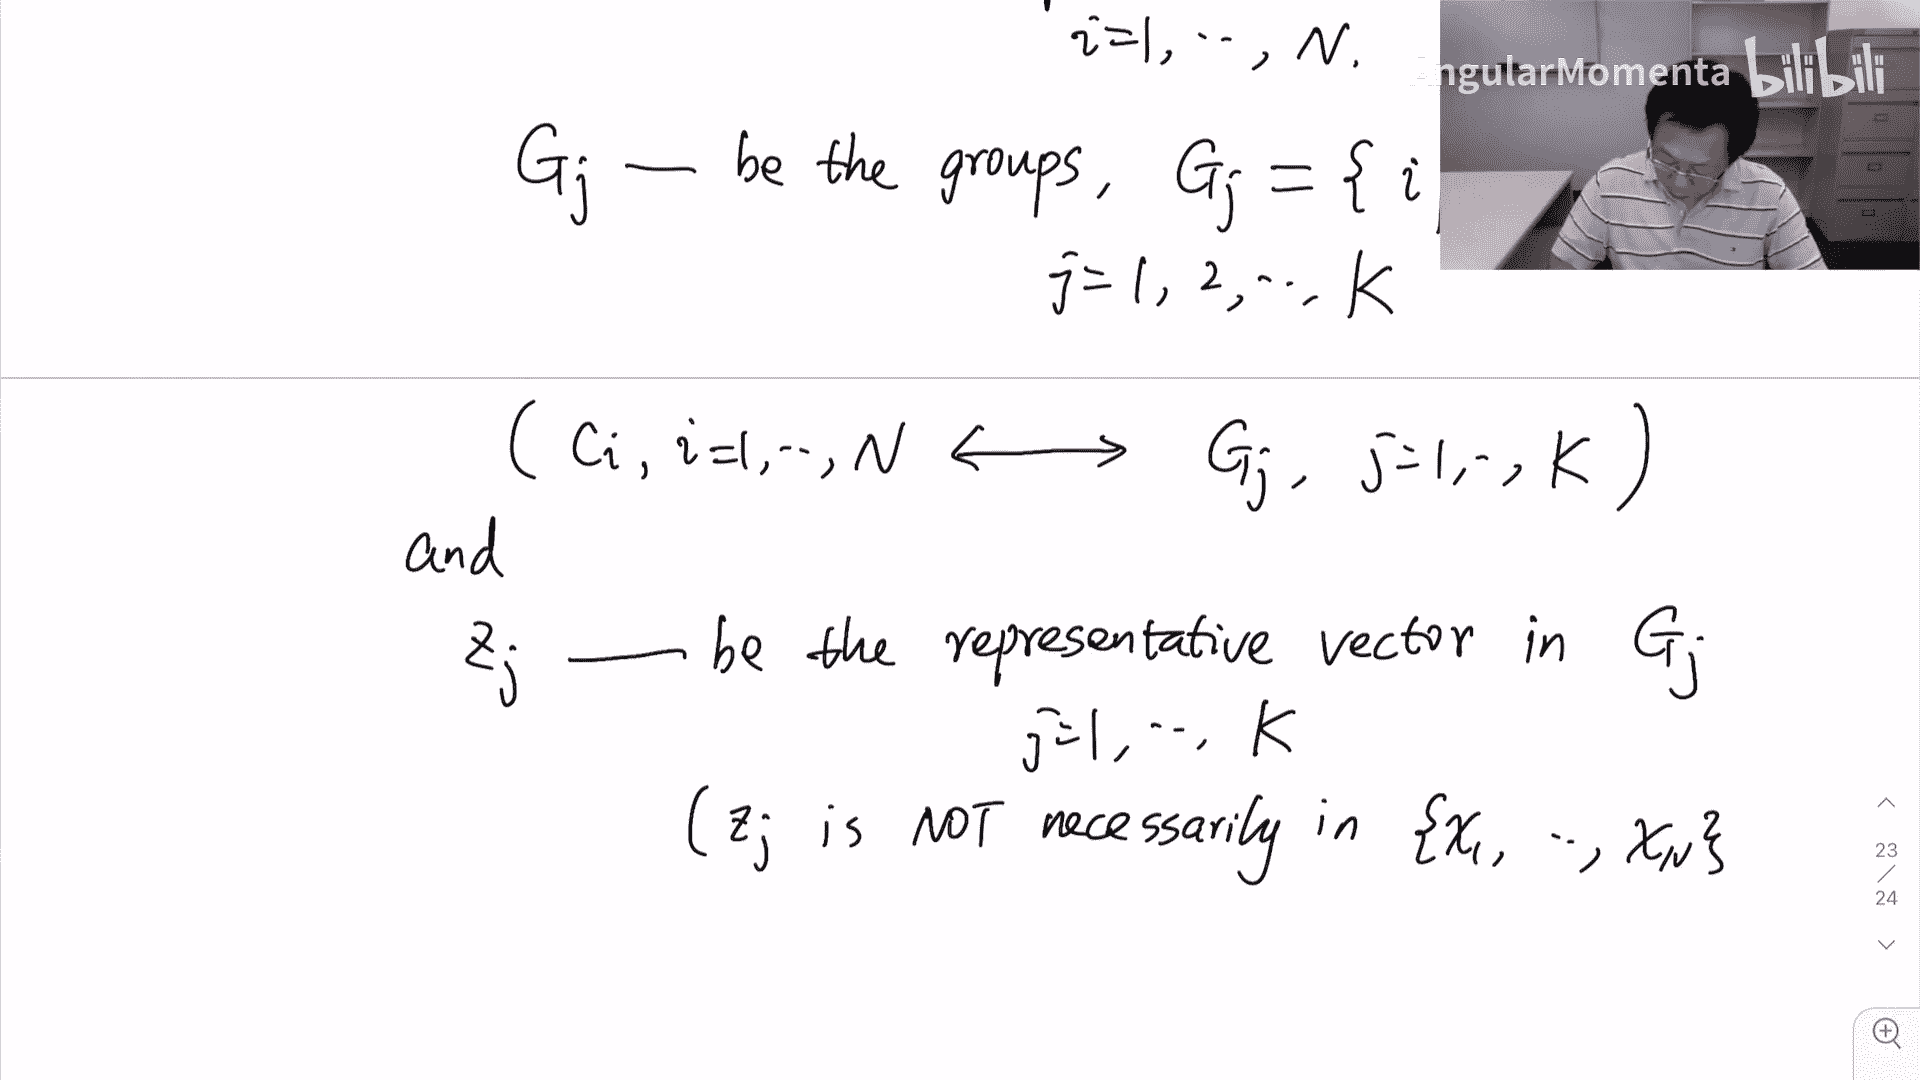 i=1, ..., N.
AngularMomenta bilibili
Gj — be the groups, Gj = { i
j=1, 2, ..., K
( Ci, i=1, ..., N ⟷ Gj, j=1, .., K )
and
zj — be the representative vector in Gj
j=1, ..., K
(zj is NOT necessarily in {x1, ..., xN}
23
/
24